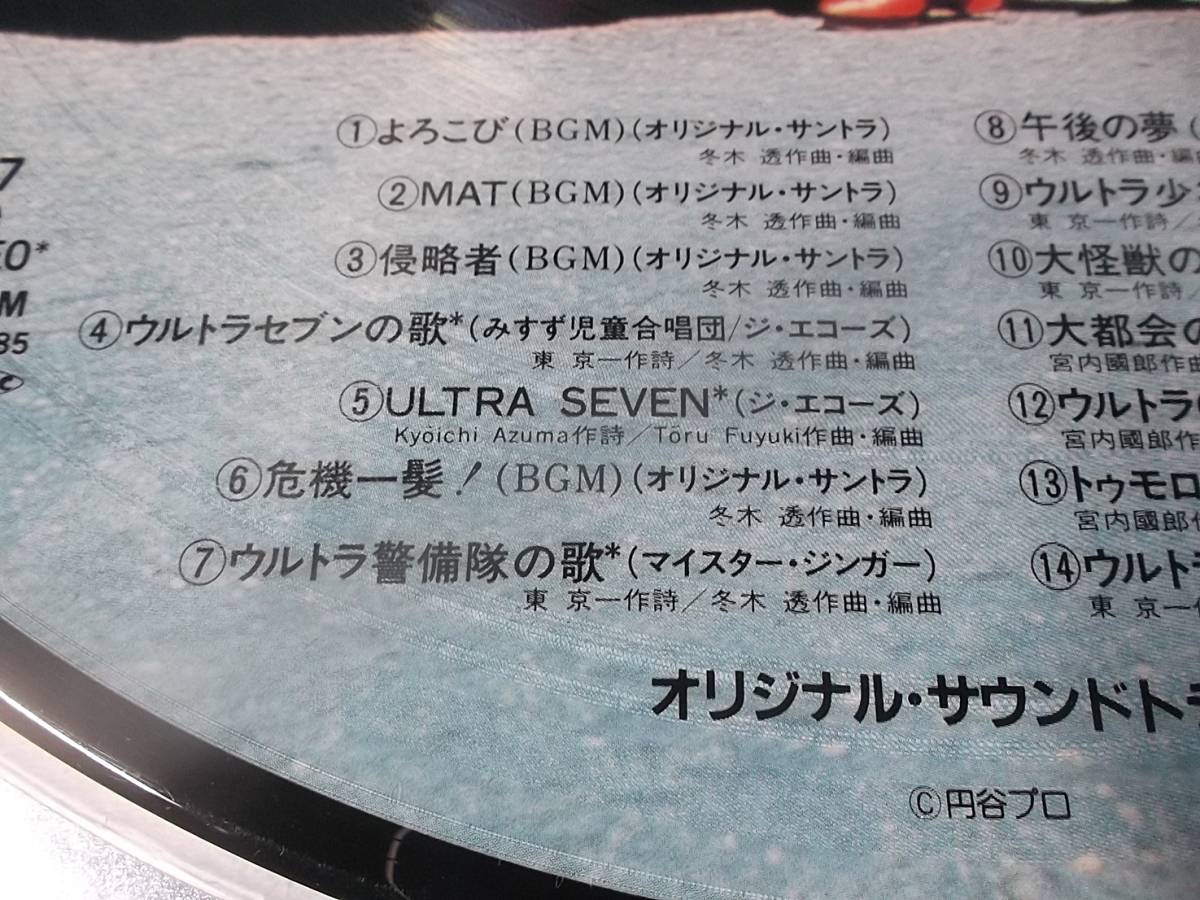 7
EO*
M
85
①よろこび(BGM)(オリジナル・サントラ)
冬木 透作曲・編曲
②MAT(BGM)(オリジナル・サントラ)
冬木 透作曲・編曲
③侵略者(BGM)(オリジナル・サントラ)
冬木 透作曲・編曲
④ウルトラセブンの歌*(みすず児童合唱団/ジ・エコーズ)
東 京一作詩/冬木 透作曲・編曲
⑤ULTRA SEVEN*(ジ・エコーズ)
Kyōichi Azuma作詩/Tōru Fuyuki作曲・編曲
⑥危機一髪!(BGM)(オリジナル・サントラ)
冬木 透作曲・編曲
⑦ウルトラ警備隊の歌*(マイスター・ジンガー)
東 京一作詩/冬木 透作曲・編曲
⑧午後の夢(
冬木 透作曲・編
⑨ウルトラ少
東 京一作詩/
⑩大怪獣の
東 京一作詩/
⑪大都会の
宮内國郎作曲
⑫ウルトラ
宮内國郎作
⑬トゥモロ
宮内國郎作
⑭ウルト
東 京一
オリジナル・サウンドトラ
©円谷プロ